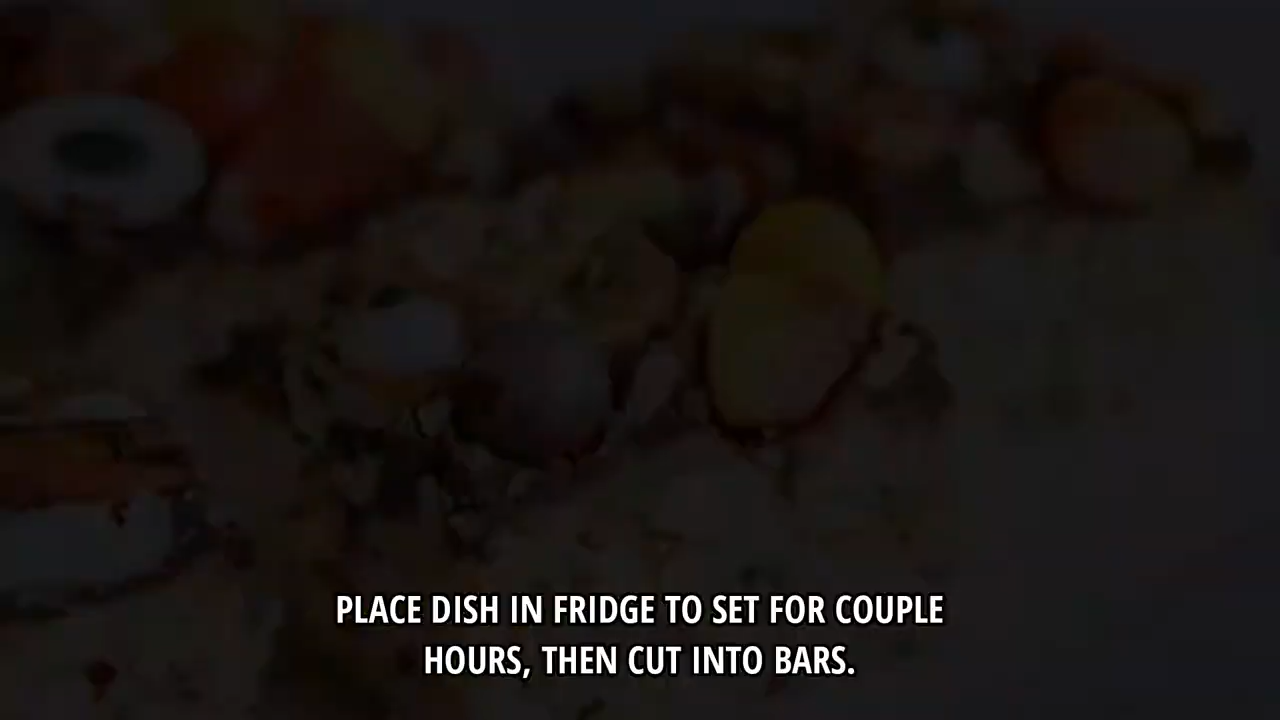 PLACE DISH IN FRIDGE TO SET FOR COUPLE
HOURS, THEN CUT INTO BARS.